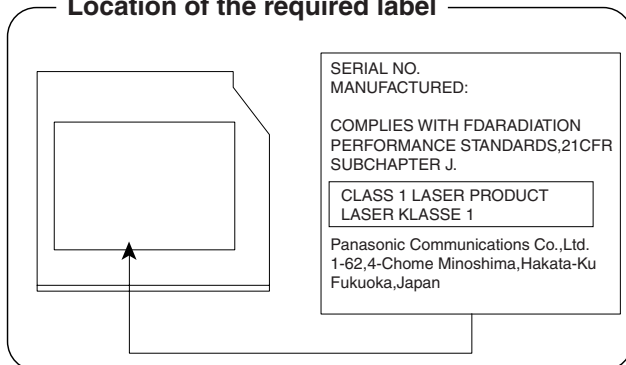 Location of the required label
SERIAL NO.
MANUFACTURED:
COMPLIES WITH FDARADIATION
PERFORMANCE STANDARDS,21CFR
SUBCHAPTER J.
CLASS 1 LASER PRODUCT
LASER KLASSE 1
Panasonic Communications Co.,Ltd.
1-62,4-Chome Minoshima,Hakata-Ku
Fukuoka,Japan